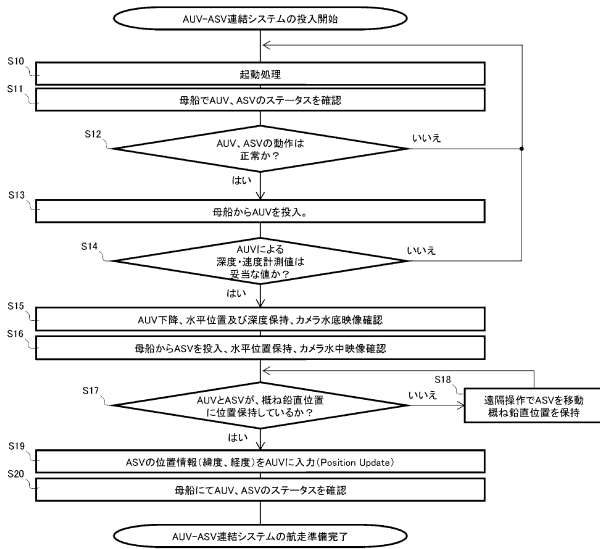 AUV-ASV連結システムの投入開始
S10
起動処理
S11
母船でAUV、ASVのステータスを確認
S12
AUV、ASVの動作は
正常か？
いいえ
はい
S13
母船からAUVを投入。
S14
AUVによる
深度・速度計測値は
妥当な値か？
いいえ
はい
S15
AUV下降、水平位置及び深度保持、カメラ水底映像確認
S16
母船からASVを投入、水平位置保持、カメラ水中映像確認
S17
AUVとASVが、概ね鉛直位置
に位置保持しているか？
いいえ
S18
遠隔操作でASVを移動
概ね鉛直位置を保持
はい
S19
ASVの位置情報（緯度、経度）をAUVに入力（Position Update）
S20
母船にてAUV、ASVのステータスを確認
AUV-ASV連結システムの航走準備完了